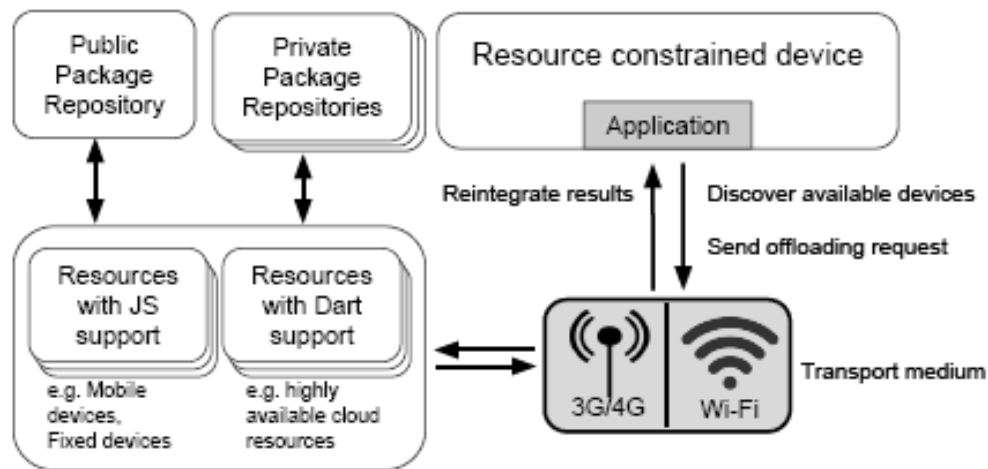 Public
Package
Repository
Private
Package
Repositories
Resource constrained device
Application
Reintegrate results
Discover available devices
Send offloading request
Resources
with JS
support
Resources
with Dart
support
e.g. Mobile
devices,
Fixed devices
e.g. highly
available cloud
resources
3G/4G
Wi-Fi
Transport medium